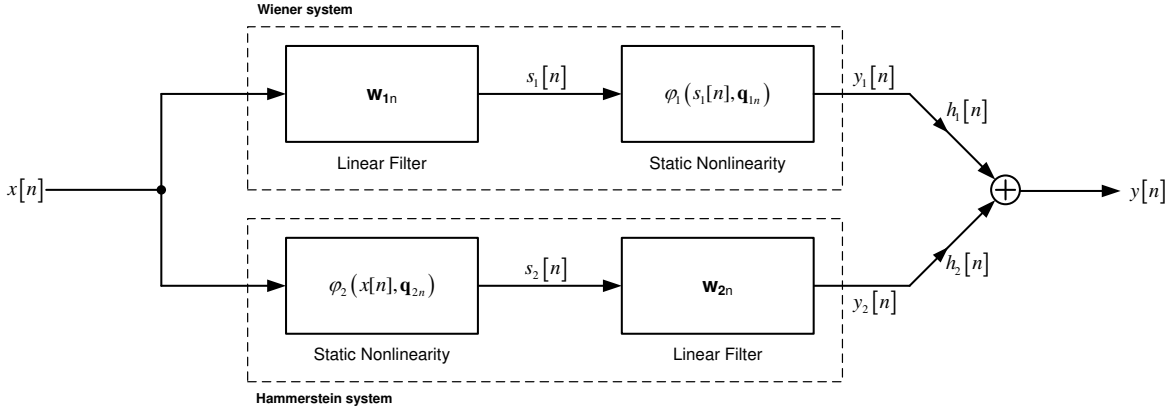 Wiener system
w1n
s1[n]
φ1(s1[n],q1n)
y1[n]
h1[n]
Linear Filter
Static Nonlinearity
x[n]
y[n]
φ2(x[n],q2n)
s2[n]
w2n
h2[n]
y2[n]
Static Nonlinearity
Linear Filter
Hammerstein system